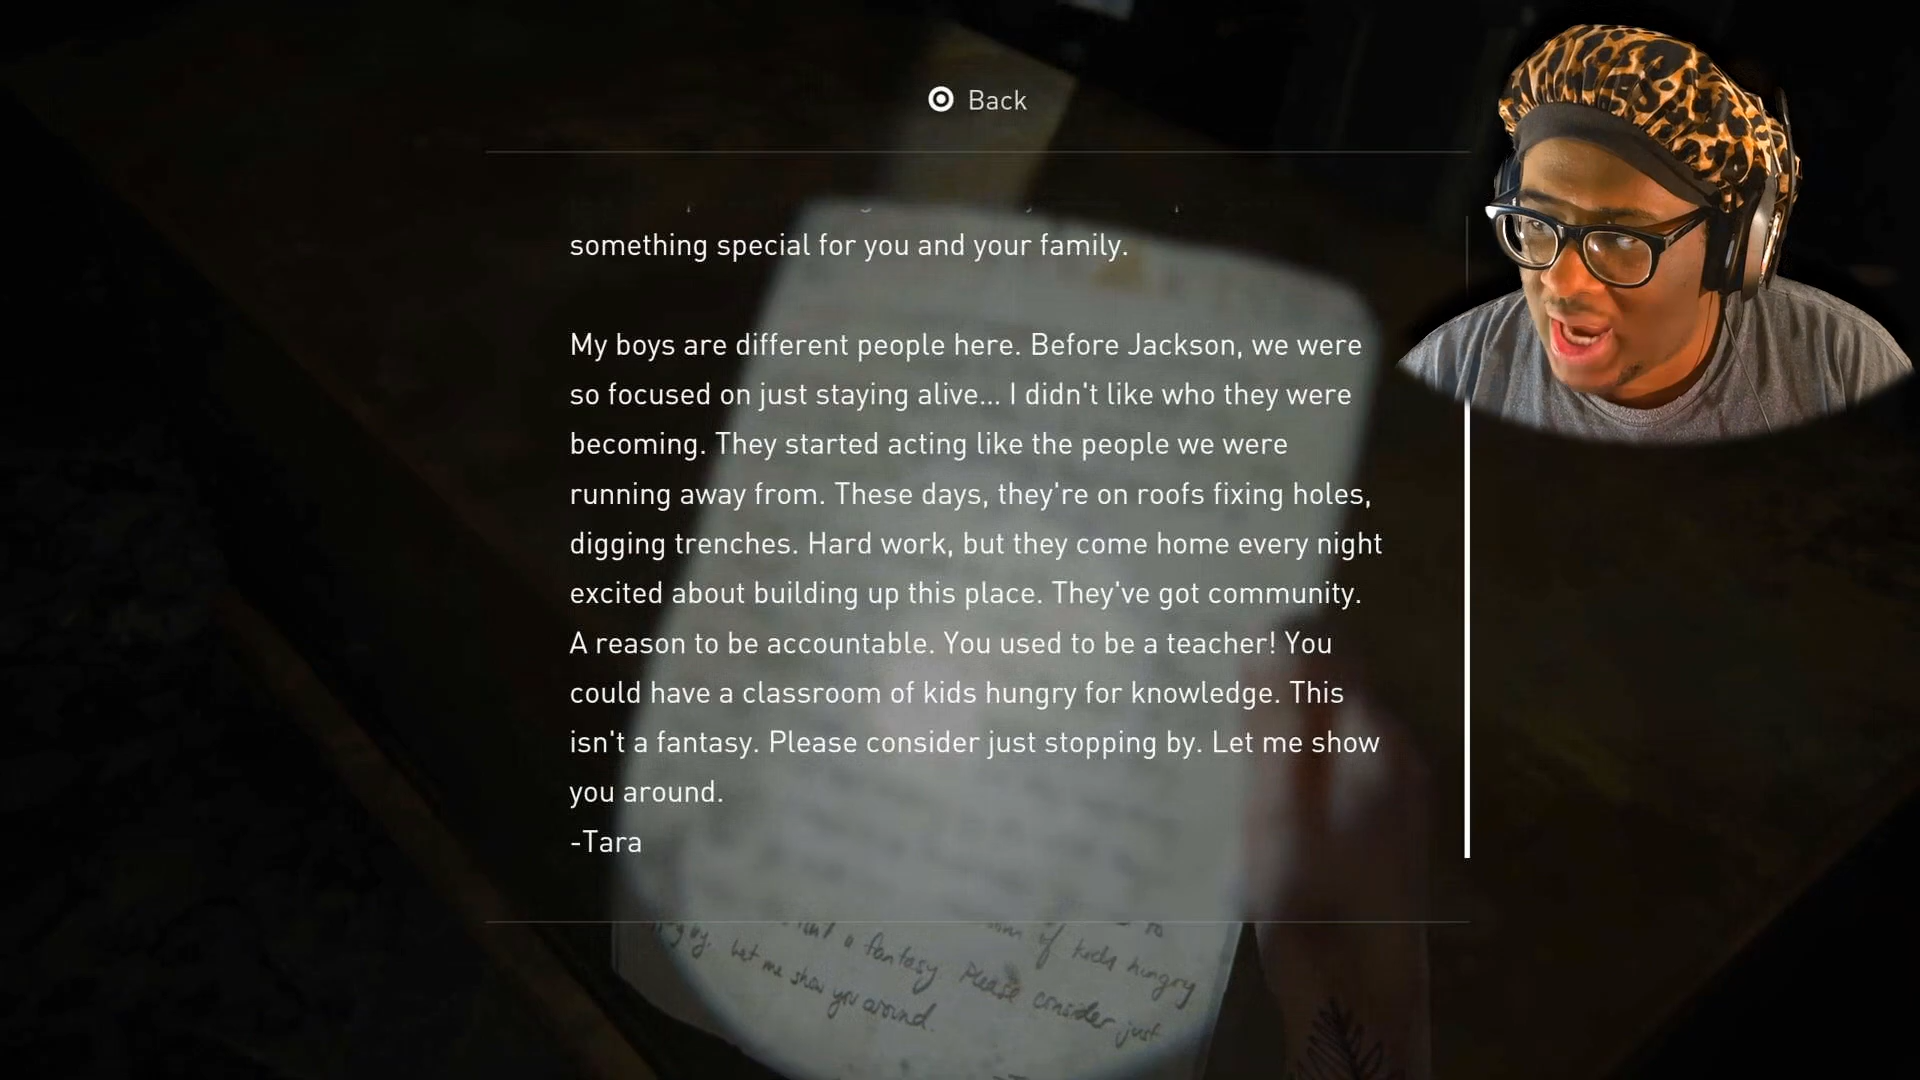 Back
something special for you and your family.
My boys are different people here. Before Jackson, we were
so focused on just staying alive... I didn't like who they were
becoming. They started acting like the people we were
running away from. These days, they're on roofs fixing holes,
digging trenches. Hard work, but they come home every night
excited about building up this place. They've got community.
A reason to be accountable. You used to be a teacher! You
could have a classroom of kids hungry for knowledge. This
isn't a fantasy. Please consider just stopping by. Let me show
you around.
-Tara
of kids hungry
a fantasy Please consider just
by. Let me show you around.